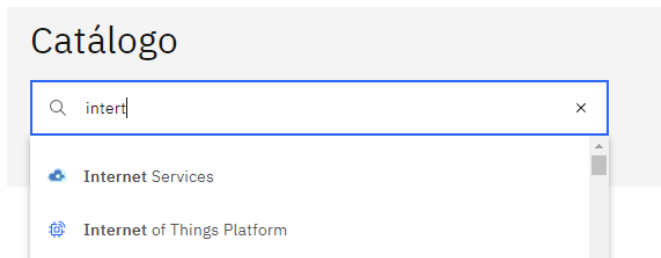 Catálogo
intert
Internet Services
Internet of Things Platform